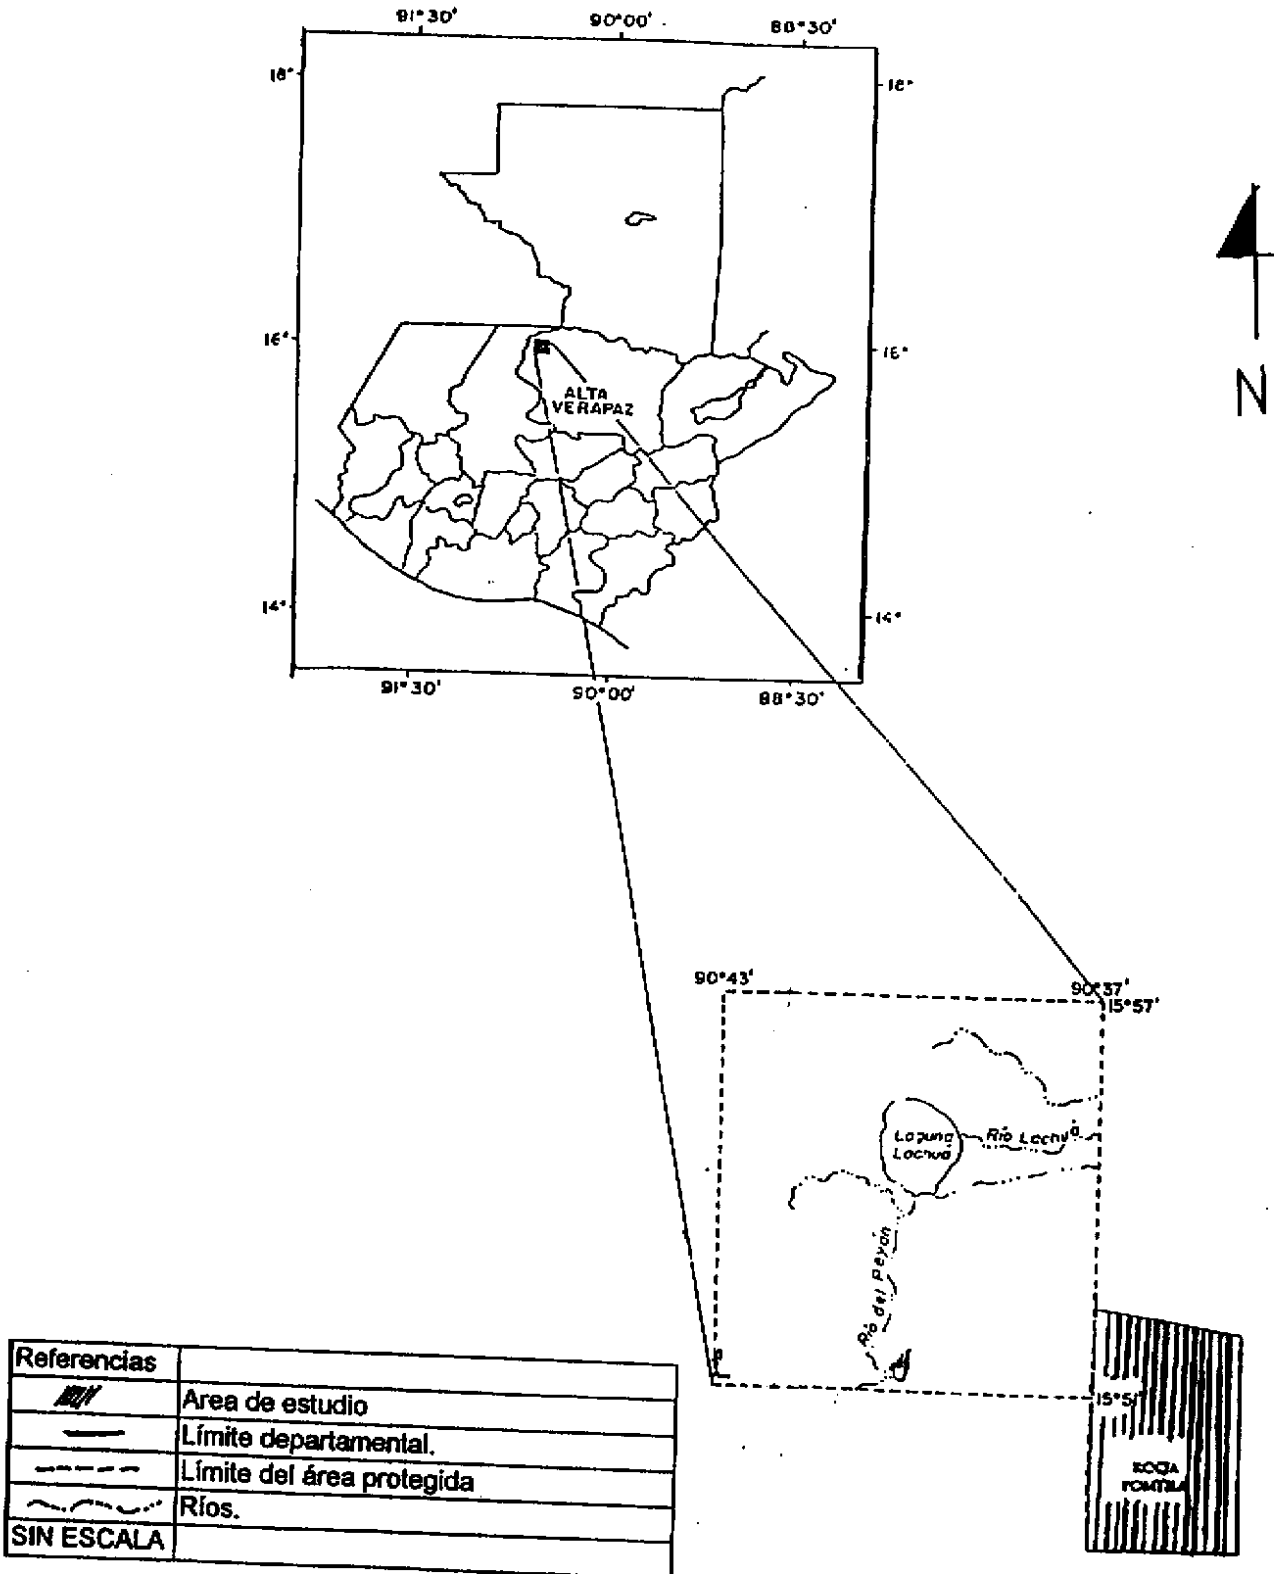 91°30' 90°00' 88°30'
18° 18°
16° 16°
ALTA
VERAPAZ
N
14° 14°
91°30' 90°00' 88°30'
90°43' 90°37'
15°57'
Laguna
Lachuá
Río Lachuá
Río del Peyán
15°51'
ROCJA
POMTILA
Referencias
Area de estudio
Límite departamental.
Límite del área protegida
Ríos.
SIN ESCALA